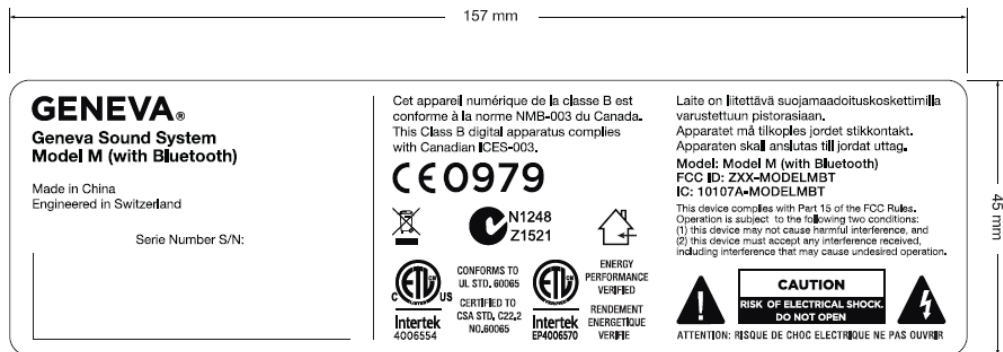 157 mm
GENEVA®
Geneva Sound System
Model M (with Bluetooth)
Made in China
Engineered in Switzerland
Serie Number S/N:
Cet appareil numérique de la classe B est
conforme à la norme NMB-003 du Canada.
This Class B digital apparatus complies
with Canadian ICES-003.
CE0979
N1248
Z1521
ETL CM
C US
Intertek
4006554
CONFORMS TO
UL STD. 60065
CERTIFIED TO
CSA STD, C22.2
NO.60065
ETL CM
Intertek
EP4006570
ENERGY
PERFORMANCE
VERIFIED
RENDEMENT
ENERGETIQUE
VERIFIE
Laite on liitettävä suojamaadoituskoskettimilla
varustettuun pistorasiaan.
Apparatet må tilkoples jordet stikkontakt.
Apparaten skall anslutas till jordat uttag.
Model: Model M (with Bluetooth)
FCC ID: ZXX-MODELMBT
IC: 10107A-MODELMBT
This device complies with Part 15 of the FCC Rules.
Operation is subject to the following two conditions:
(1) this device may not cause harmful interference, and
(2) this device must accept any interference received,
including interference that may cause undesired operation.
CAUTION
RISK OF ELECTRICAL SHOCK.
DO NOT OPEN
ATTENTION: RISQUE DE CHOC ELECTRIQUE NE PAS OUVRIR
45 mm